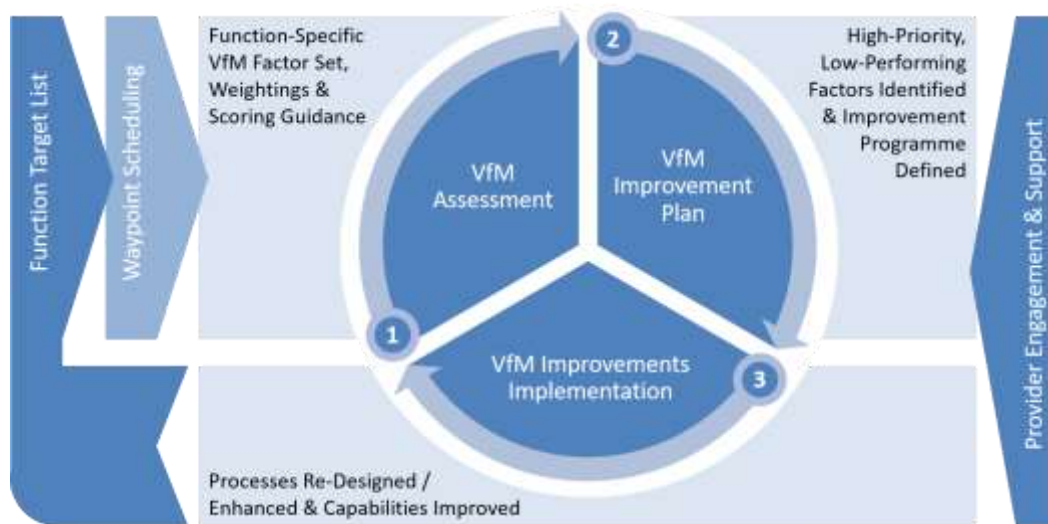 Function Target List
Waypoint Scheduling
Function-Specific
VfM Factor Set,
Weightings &
Scoring Guidance
2
High-Priority,
Low-Performing
Factors Identified
& Improvement
Programme
Defined
VfM
Assessment
VfM
Improvement
Plan
1
VfM Improvements
Implementation
3
Processes Re-Designed /
Enhanced & Capabilities Improved
Provider Engagement & Support